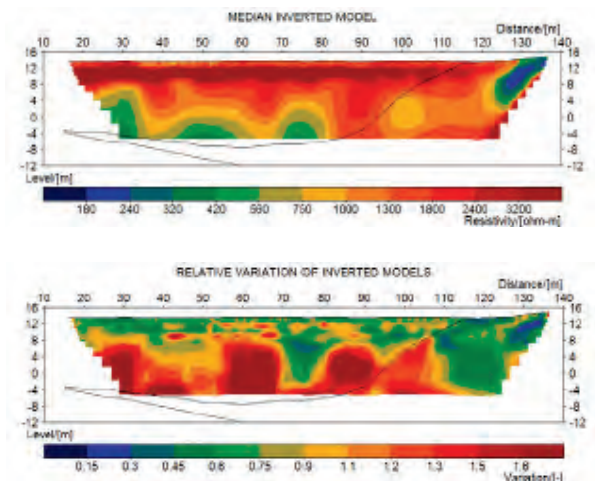 MEDIAN INVERTED MODEL
Distance/[m]
10 20 30 40 50 60 70 80 90 100 110 120 130 140
16 16
12 12
8 8
4 4
0 0
-4 -4
-8 -8
-12 -12
Level/[m]
180 240 320 420 560 750 1000 1300 1800 2400 3200
Resistivity/[ohm-m]
RELATIVE VARIATION OF INVERTED MODELS
Distance/[m]
10 20 30 40 50 60 70 80 90 100 110 120 130 140
16 16
12 12
8 8
4 4
0 0
-4 -4
-8 -8
-12 -12
Level/[m]
0.15 0.3 0.45 0.6 0.75 0.9 1.1 1.2 1.3 1.5 1.8
Variation/[-]